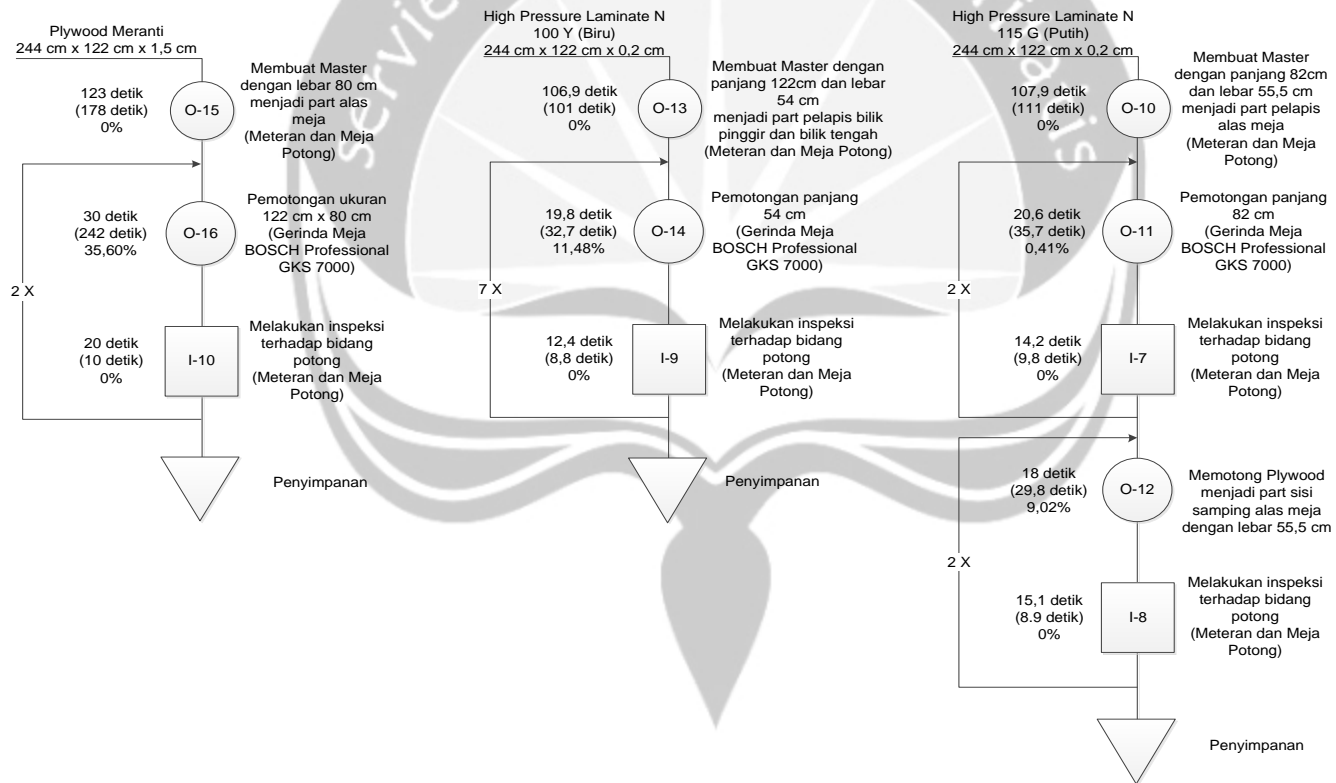 Plywood Meranti
244 cm x 122 cm x 1,5 cm
123 detik
(178 detik)
0%
O-15
Membuat Master
dengan lebar 80 cm
menjadi part alas
meja
(Meteran dan Meja
Potong)
30 detik
(242 detik)
35,60%
O-16
Pemotongan ukuran
122 cm x 80 cm
(Gerinda Meja
BOSCH Professional
GKS 7000)
2 X
20 detik
(10 detik)
0%
I-10
Melakukan inspeksi
terhadap bidang
potong
(Meteran dan Meja
Potong)
Penyimpanan
High Pressure Laminate N
100 Y (Biru)
244 cm x 122 cm x 0,2 cm
106,9 detik
(101 detik)
0%
O-13
Membuat Master dengan
panjang 122cm dan lebar
54 cm
menjadi part pelapis bilik
pinggir dan bilik tengah
(Meteran dan Meja Potong)
19,8 detik
(32,7 detik)
11,48%
O-14
Pemotongan panjang
54 cm
(Gerinda Meja
BOSCH Professional
GKS 7000)
7 X
12,4 detik
(8,8 detik)
0%
I-9
Melakukan inspeksi
terhadap bidang
potong
(Meteran dan Meja
Potong)
Penyimpanan
High Pressure Laminate N
115 G (Putih)
244 cm x 122 cm x 0,2 cm
107,9 detik
(111 detik)
0%
O-10
Membuat Master
dengan panjang 82cm
dan lebar 55,5 cm
menjadi part pelapis
alas meja
(Meteran dan Meja
Potong)
20,6 detik
(35,7 detik)
0,41%
O-11
Pemotongan panjang
82 cm
(Gerinda Meja
BOSCH Professional
GKS 7000)
2 X
14,2 detik
(9,8 detik)
0%
I-7
Melakukan inspeksi
terhadap bidang
potong
(Meteran dan Meja
Potong)
18 detik
(29,8 detik)
9,02%
O-12
Memotong Plywood
menjadi part sisi
samping alas meja
dengan lebar 55,5 cm
2 X
15,1 detik
(8.9 detik)
0%
I-8
Melakukan inspeksi
terhadap bidang
potong
(Meteran dan Meja
Potong)
Penyimpanan